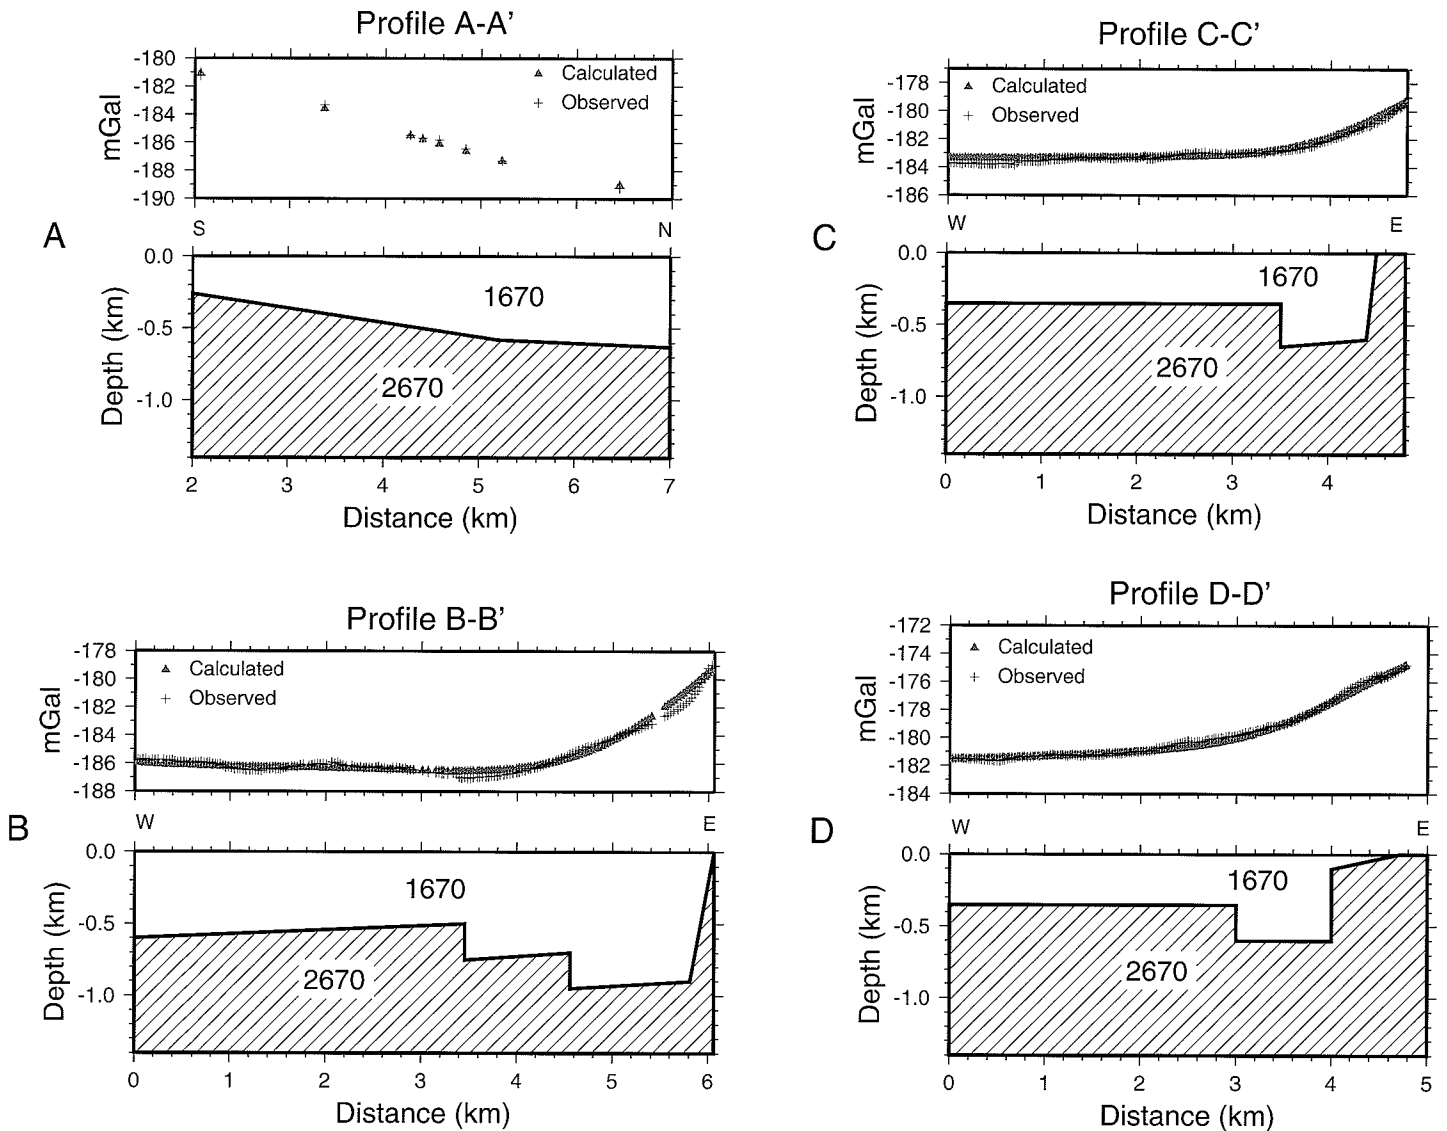 Profile A-A'
-180
-182
-184
-186
-188
-190
mGal
Calculated
Observed
A
S
N
0.0
-0.5
-1.0
Depth (km)
1670
2670
2 3 4 5 6 7
Distance (km)
Profile C-C'
-178
-180
-182
-184
-186
mGal
Calculated
Observed
C
W
E
0.0
-0.5
-1.0
Depth (km)
1670
2670
0 1 2 3 4
Distance (km)
Profile B-B'
-178
-180
-182
-184
-186
-188
mGal
Calculated
Observed
B
W
E
0.0
-0.5
-1.0
Depth (km)
1670
2670
0 1 2 3 4 5 6
Distance (km)
Profile D-D'
-172
-174
-176
-178
-180
-182
-184
mGal
Calculated
Observed
D
W
E
0.0
-0.5
-1.0
Depth (km)
1670
2670
0 1 2 3 4 5
Distance (km)